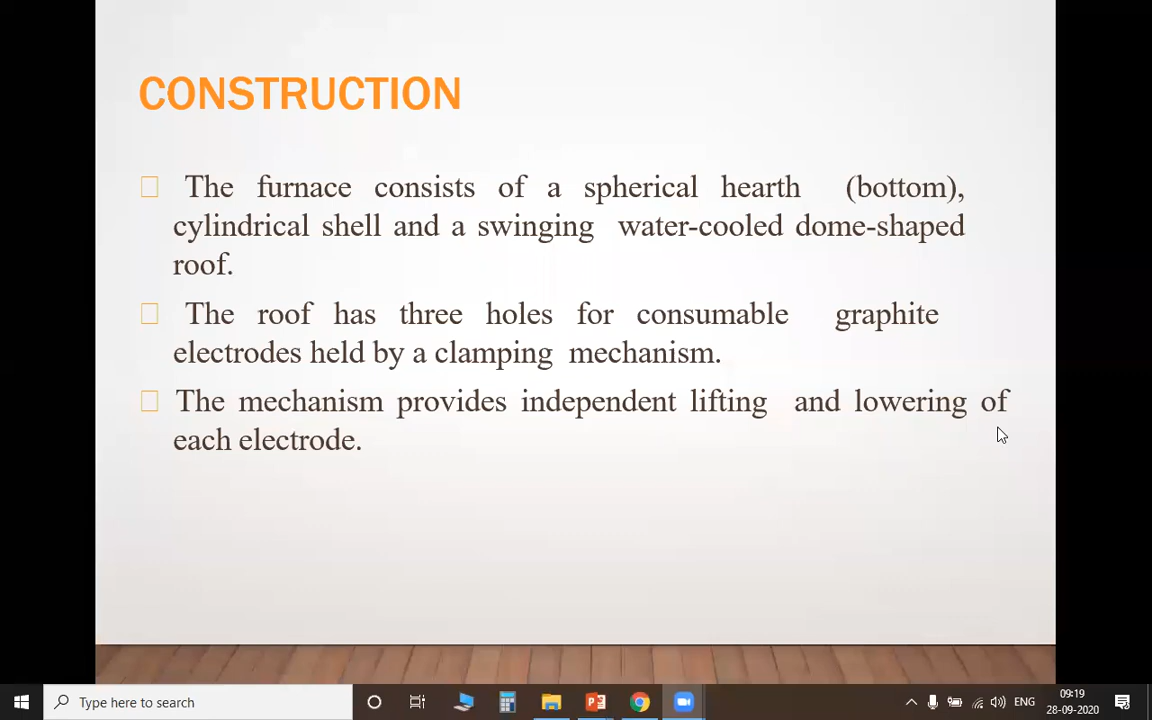 CONSTRUCTION
The furnace consists of a spherical hearth (bottom),
cylindrical shell and a swinging water-cooled dome-shaped
roof.
The roof has three holes for consumable graphite
electrodes held by a clamping mechanism.
The mechanism provides independent lifting and lowering of
each electrode.
Type here to search
ENG
09:19
28-09-2020